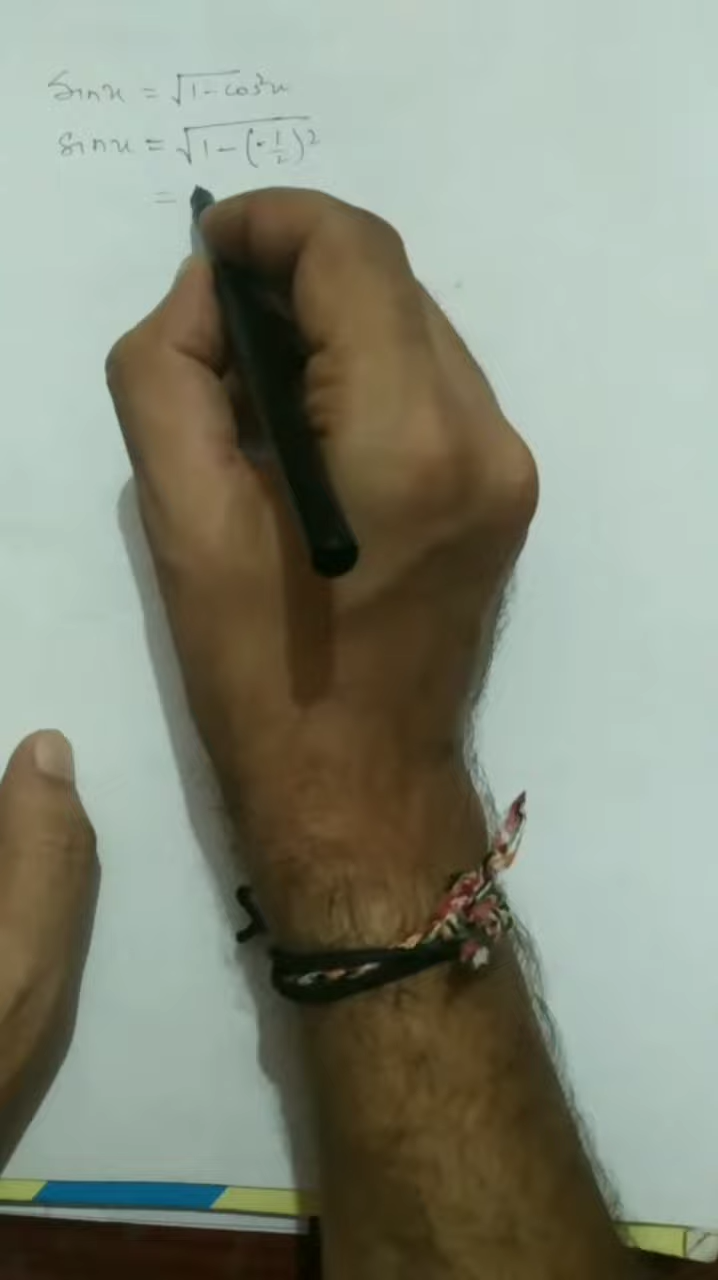 Sinx = √1-cos²x
Sinx = √1-(-1/2)²
=